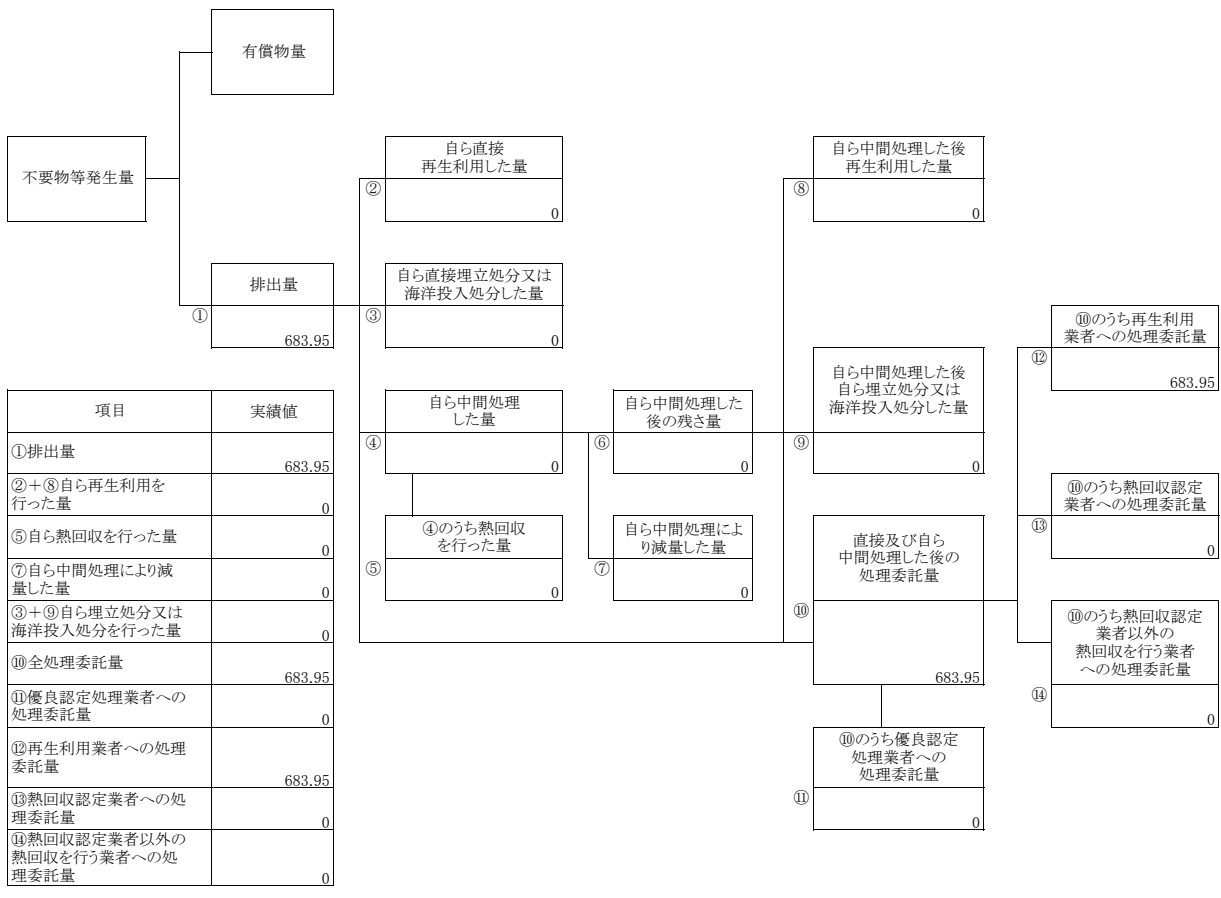 有償物量
不要物等発生量
自ら直接
再生利用した量
②
0
自ら中間処理した後
再生利用した量
⑧
0
排出量
①
683.95
自ら直接埋立処分又は
海洋投入処分した量
③
0
⑩のうち再生利用
業者への処理委託量
⑫
683.95
自ら中間処理した後
自ら埋立処分又は
海洋投入処分した量
⑨
0
自ら中間処理
した量
④
0
自ら中間処理した
後の残さ量
⑥
0
⑩のうち熱回収認定
業者への処理委託量
⑬
0
④のうち熱回収
を行った量
⑤
0
自ら中間処理によ
り減量した量
⑦
0
直接及び自ら
中間処理した後の
処理委託量
⑩
683.95
⑩のうち熱回収認定
業者以外の
熱回収を行う業者
への処理委託量
⑭
0
⑩のうち優良認定
処理業者への
処理委託量
⑪
0
項目 実績値
①排出量
683.95
②＋⑧自ら再生利用を
行った量
0
⑤自ら熱回収を行った量
0
⑦自ら中間処理により減
量した量
0
③＋⑨自ら埋立処分又は
海洋投入処分を行った量
0
⑩全処理委託量
683.95
⑪優良認定処理業者への
処理委託量
0
⑫再生利用業者への処理
委託量
683.95
⑬熱回収認定業者への処
理委託量
0
⑭熱回収認定業者以外の
熱回収を行う業者への処
理委託量
0